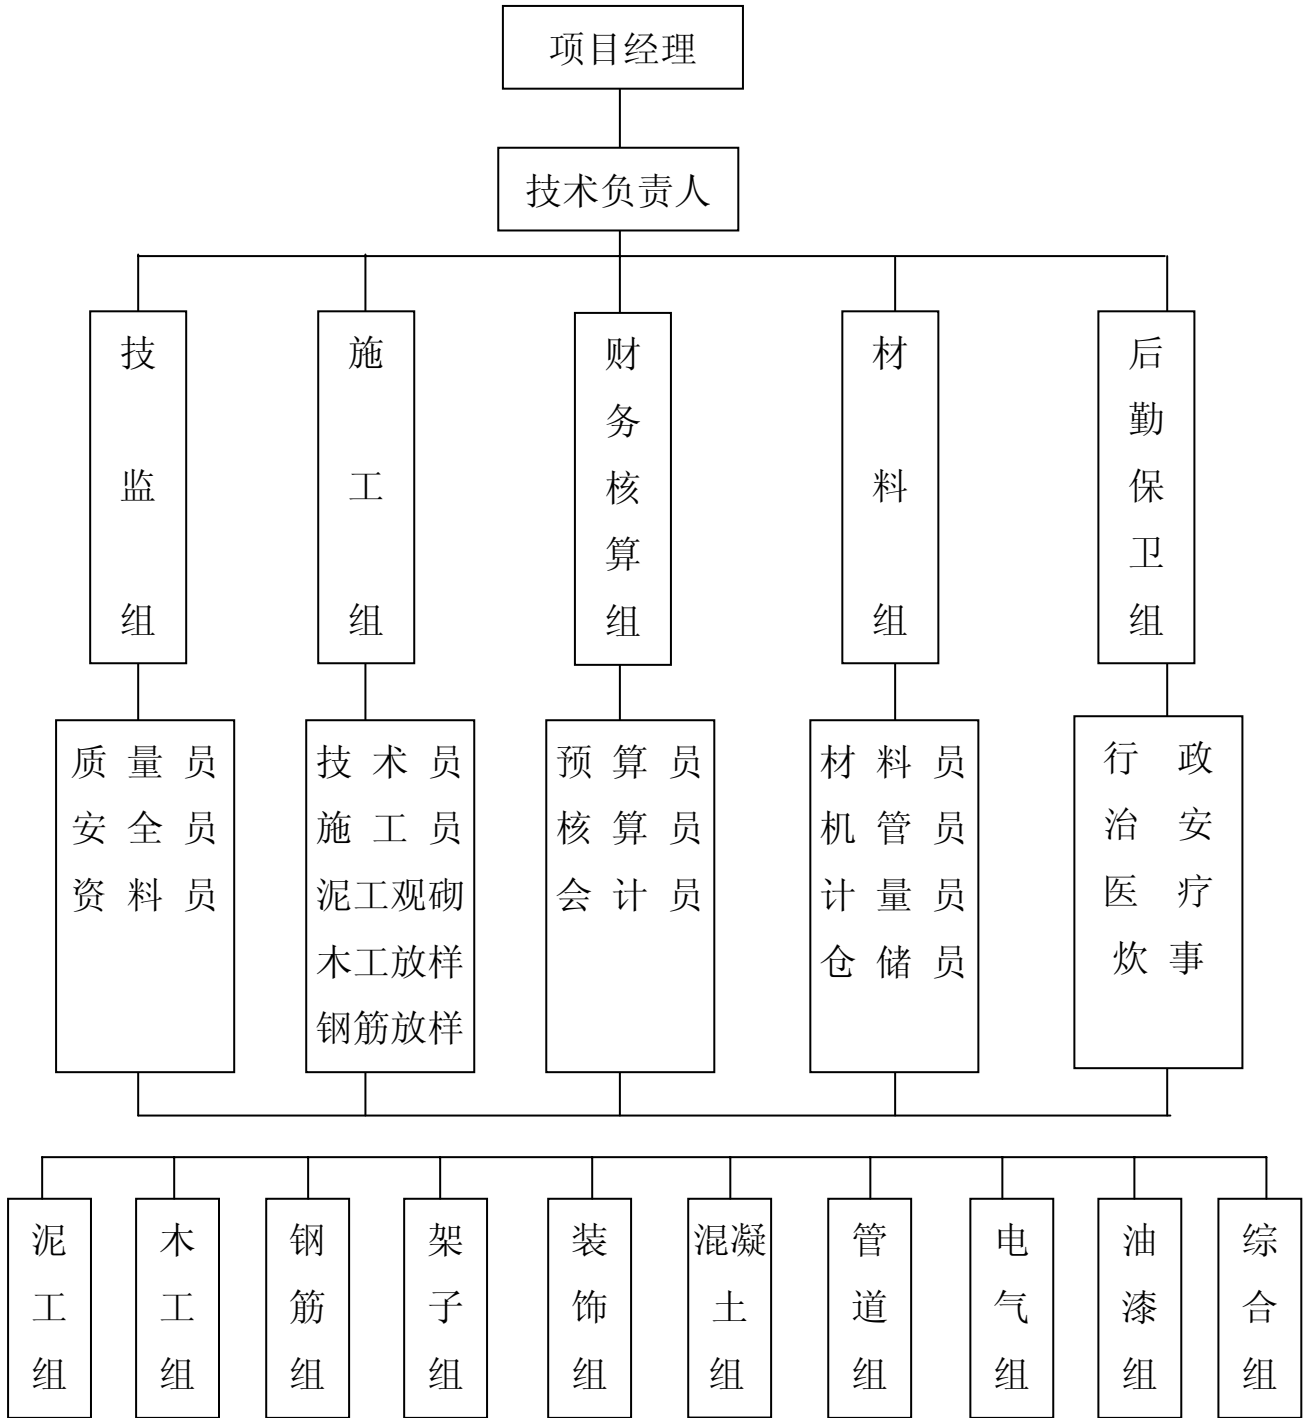 项目经理
技术负责人
技监组
施工组
财务核算组
材料组
后勤保卫组
质量员
安全员
资料员
技术员
施工员
泥工观砌
木工放样
钢筋放样
预算员
核算员
会计员
材料员
机管员
计量员
仓储员
行政
治安
医疗
炊事
泥工组
木工组
钢筋组
架子组
装饰组
混凝土组
管道组
电气组
油漆组
综合组